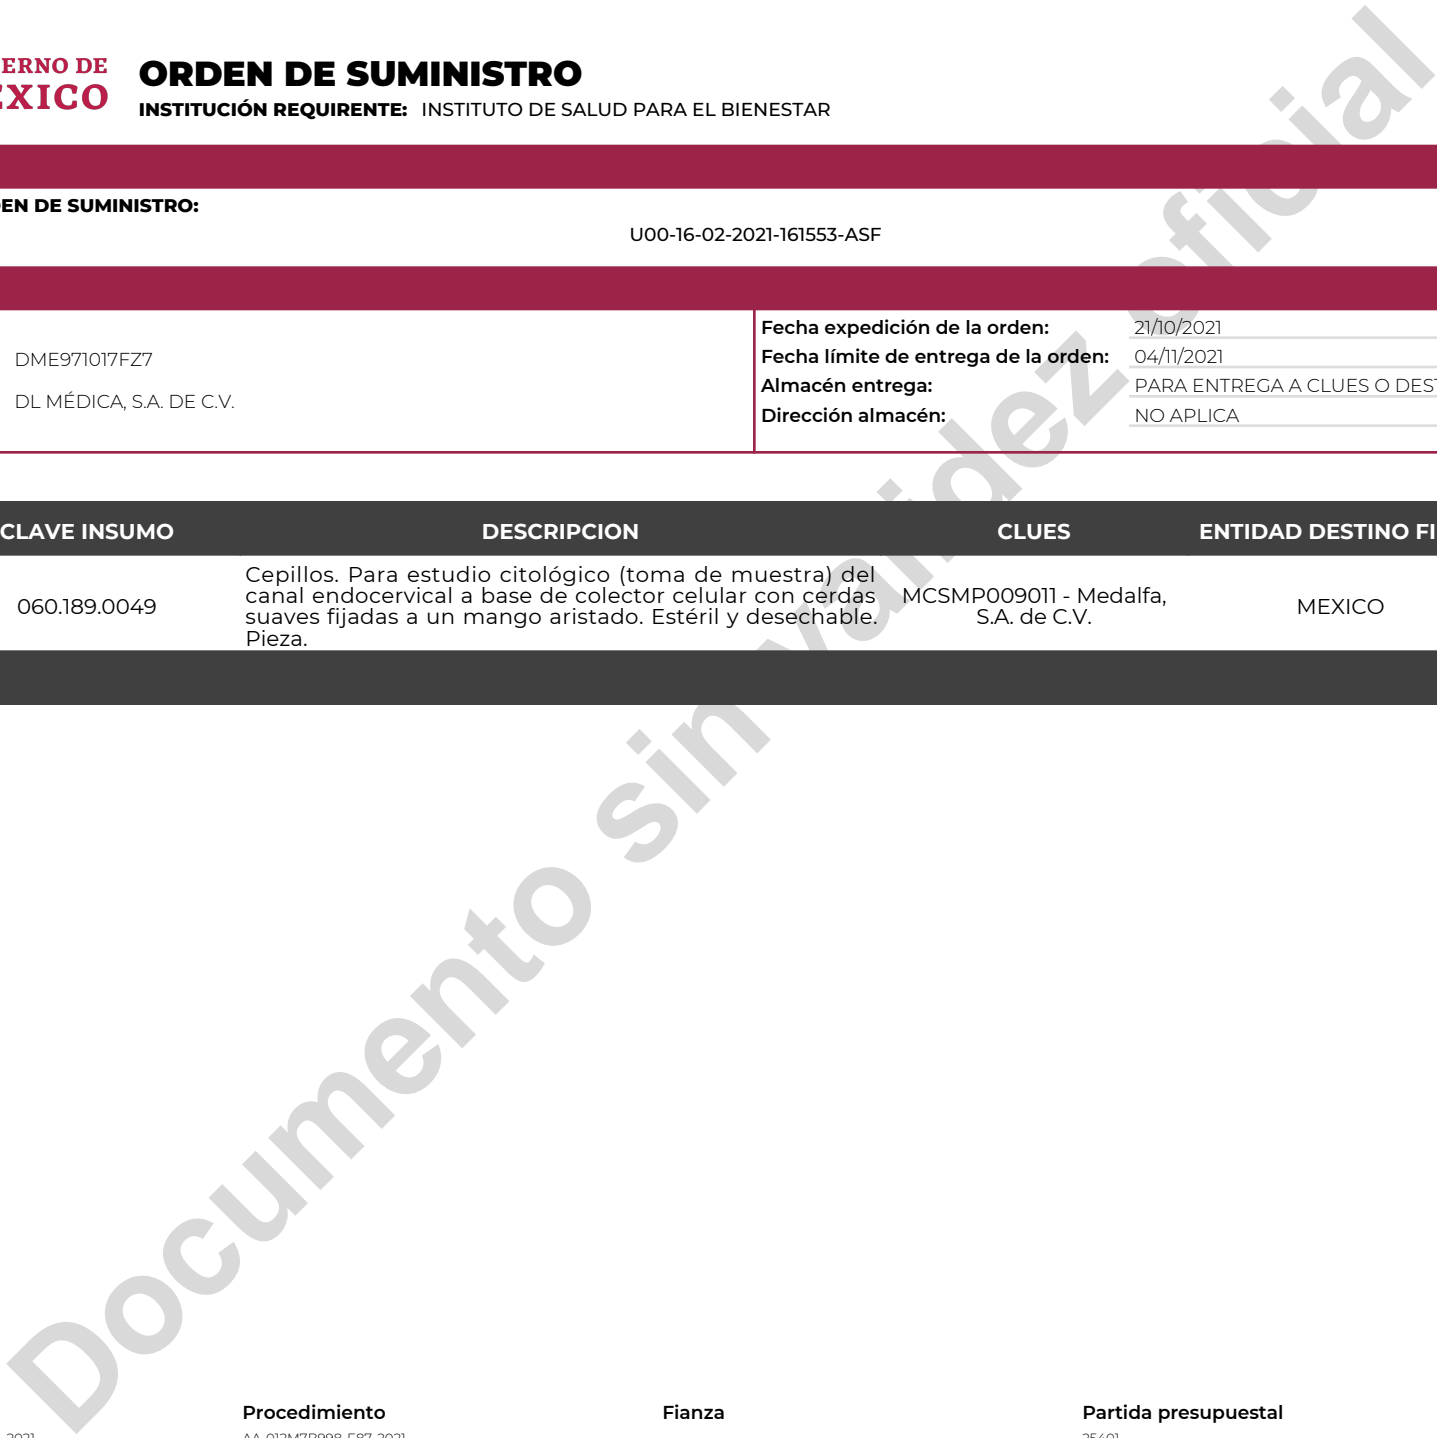 ERNO DE
EXICO
ORDEN DE SUMINISTRO
INSTITUCIÓN REQUIRENTE: INSTITUTO DE SALUD PARA EL BIENESTAR
EN DE SUMINISTRO:
U00-16-02-2021-161553-ASF
DME971017FZ7
DL MÉDICA, S.A. DE C.V.
Fecha expedición de la orden: 21/10/2021
Fecha límite de entrega de la orden: 04/11/2021
Almacén entrega: PARA ENTREGA A CLUES O DEST
Dirección almacén: NO APLICA
CLAVE INSUMO DESCRIPCION CLUES ENTIDAD DESTINO FI
060.189.0049
Cepillos. Para estudio citológico (toma de muestra) del
canal endocervical a base de colector celular con cerdas
suaves fijadas a un mango aristado. Estéril y desechable.
Pieza.
MCSMP009011 - Medalfa,
S.A. de C.V.
MEXICO
Documento sin validez oficial
Procedimiento Fianza Partida presupuestal